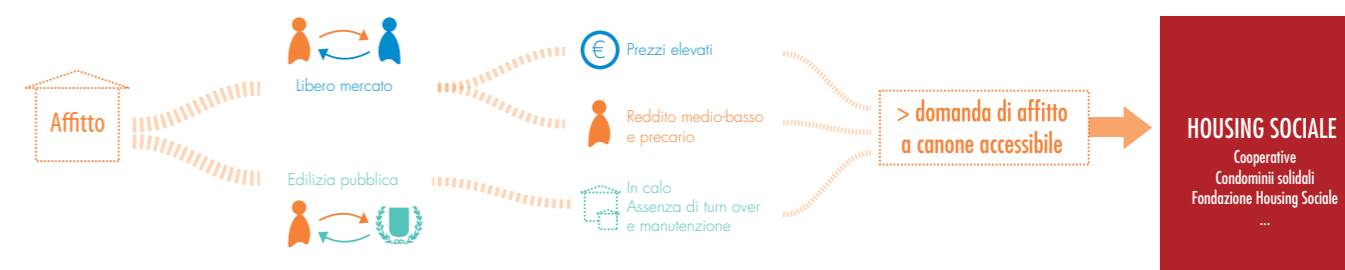 Affitto
Libero mercato
Edilizia pubblica
€
Prezzi elevati
Reddito medio-basso
e precario
In calo
Assenza di turn over
e manutenzione
> domanda di affitto
a canone accessibile
HOUSING SOCIALE
Cooperative
Condominii solidali
Fondazione Housing Sociale
...